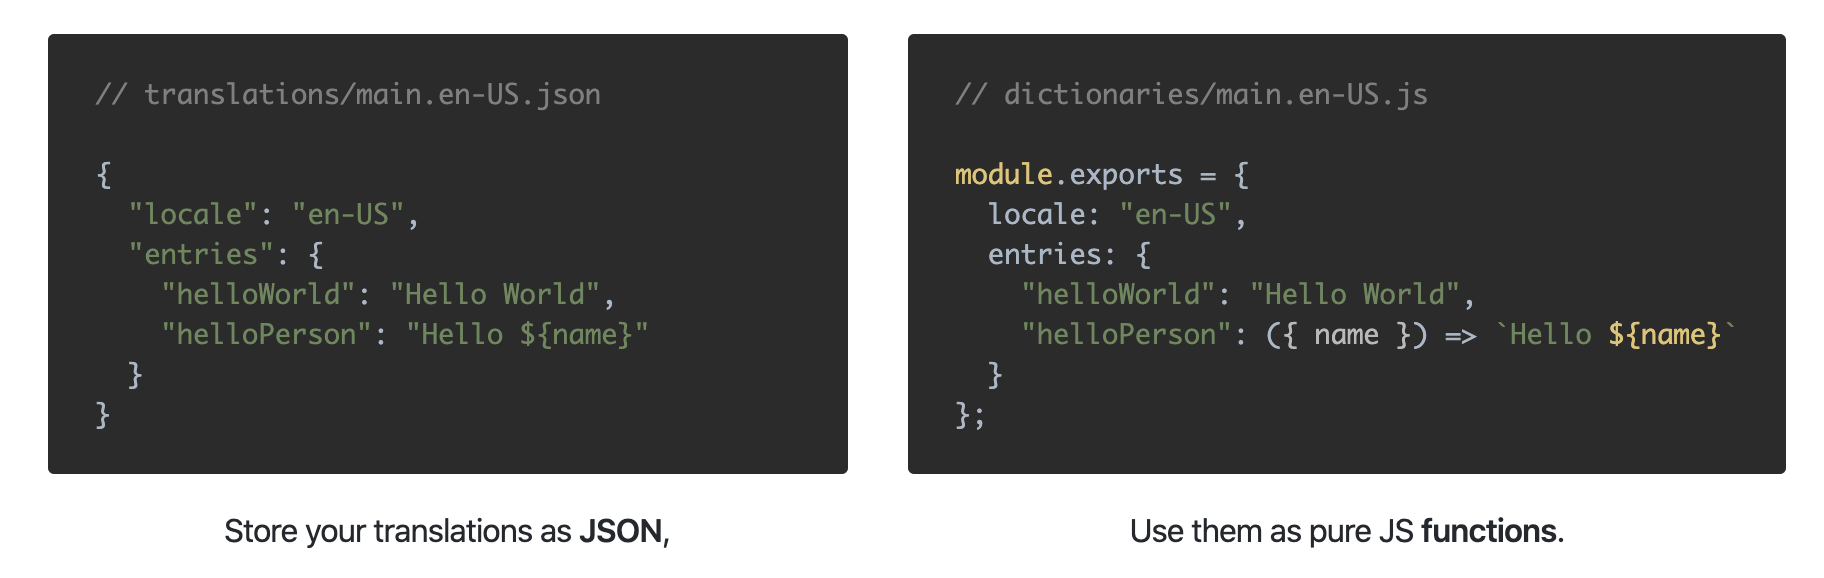 // translations/main.en-US.json
{
  "locale": "en-US",
  "entries": {
    "helloWorld": "Hello World",
    "helloPerson": "Hello ${name}"
  }
}
Store your translations as JSON,
// dictionaries/main.en-US.js
module.exports = {
  locale: "en-US",
  entries: {
    "helloWorld": "Hello World",
    "helloPerson": ({ name }) => `Hello ${name}`
  }
};
Use them as pure JS functions.